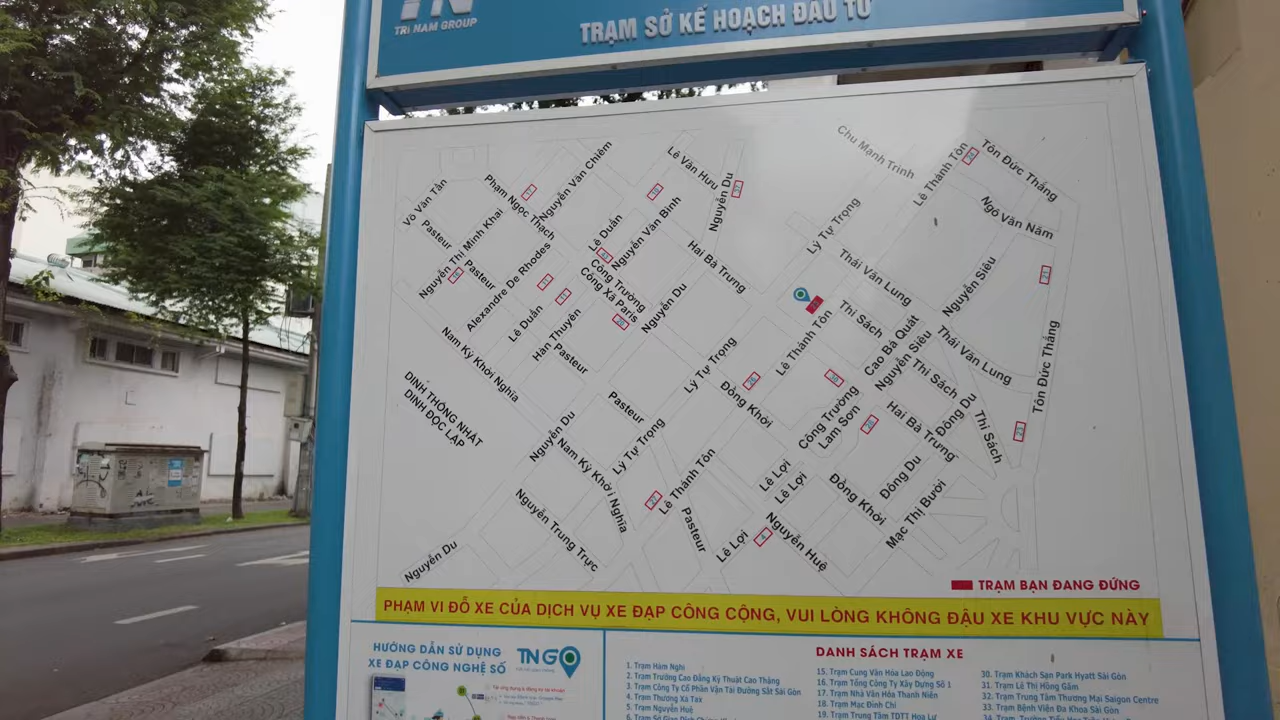 TRI NAM GROUP
TRẠM SỞ KẾ HOẠCH ĐẦU TƯ
Chu Mạnh Trinh
Tôn Đức Thắng
Lê Thánh Tôn
Ngô Văn Năm
Nguyễn Văn Chiêm
Lê Văn Hưu
Nguyễn Du
Võ Văn Tần
Phạm Ngọc Thạch
Pasteur
Nguyễn Thị Minh Khai
Pasteur
Lê Duẩn
Nguyễn Văn Bình
Hai Bà Trưng
Lý Tự Trọng
Thái Văn Lung
Nguyễn Siêu
Alexandre De Rhodes
Công Trường
Công Xã Paris
Nguyễn Du
Lê Duẩn
Hàn Thuyên
Pasteur
Thi Sách
Lê Thánh Tôn
Cao Bá Quát
Nguyễn Siêu
Thái Văn Lung
Thi Sách
Tôn Đức Thắng
Nam Kỳ Khởi Nghĩa
Lý Tự Trọng
Đồng Khởi
DINH THỐNG NHẤT
DINH ĐỘC LẬP
Pasteur
Công Trường
Lam Sơn
Hai Bà Trưng
Đông Du
Thi Sách
Nguyễn Du
Nam Kỳ Khởi Nghĩa
Lý Tự Trọng
Lê Thánh Tôn
Lê Lợi
Lê Lợi
Đông Du
Đồng Khởi
Mạc Thị Bưởi
Nguyễn Trung Trực
Pasteur
Lê Lợi
Nguyễn Huệ
Nguyễn Du
TRẠM BẠN ĐANG ĐỨNG
PHẠM VI ĐỖ XE CỦA DỊCH VỤ XE ĐẠP CÔNG CỘNG, VUI LÒNG KHÔNG ĐẬU XE KHU VỰC NÀY
HƯỚNG DẪN SỬ DỤNG
XE ĐẠP CÔNG NGHỆ SỐ
TNGO
DANH SÁCH TRẠM XE
1. Trạm Hàm Nghi
2. Trạm Trường Cao Đẳng Kỹ Thuật Cao Thắng
3. Trạm Công Ty Cổ Phần Vận Tải Đường Sắt Sài Gòn
4. Trạm Thương Xá Tax
5. Trạm Nguyễn Huệ
15. Trạm Cung Văn Hóa Lao Động
16. Trạm Tổng Công Ty Xây Dựng Số 1
17. Trạm Nhà Văn Hóa Thanh Niên
18. Trạm Mạc Đĩnh Chi
19. Trạm Trung Tâm TDTT Hoa Lư
30. Trạm Khách Sạn Park Hyatt Sài Gòn
31. Trạm Lê Thị Hồng Gấm
32. Trạm Trung Tâm Thương Mại Saigon Centre
33. Trạm Bệnh Viện Đa Khoa Sài Gòn